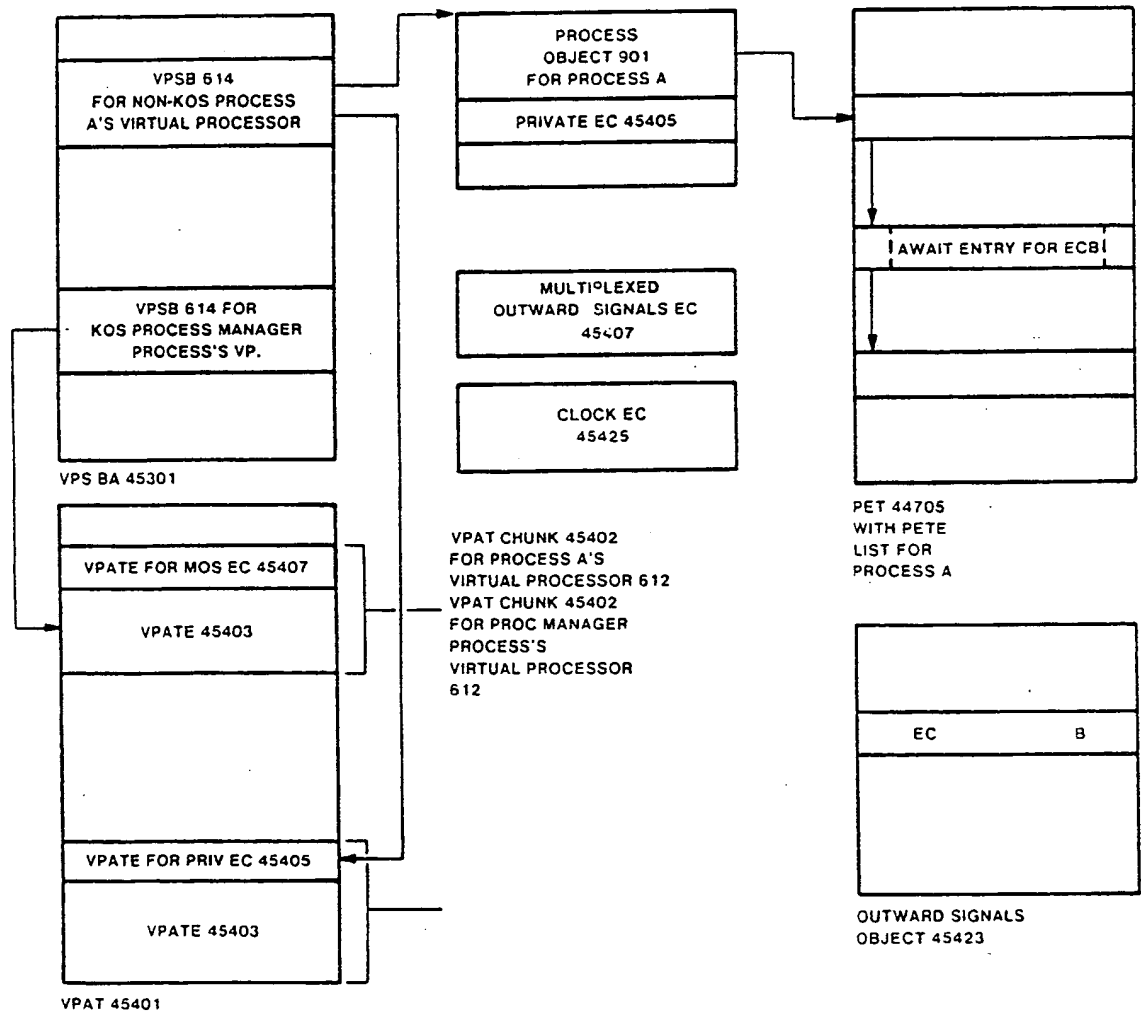 VPSB 614
FOR NON-KOS PROCESS
A'S VIRTUAL PROCESSOR
VPSB 614 FOR
KOS PROCESS MANAGER
PROCESS'S VP.
VPS BA 45301
VPATE FOR MOS EC 45407
VPATE 45403
VPATE FOR PRIV EC 45405
VPATE 45403
VPAT 45401
PROCESS
OBJECT 901
FOR PROCESS A
PRIVATE EC 45405
MULTIPLEXED
OUTWARD SIGNALS EC
45407
CLOCK EC
45425
VPAT CHUNK 45402
FOR PROCESS A'S
VIRTUAL PROCESSOR 612
VPAT CHUNK 45402
FOR PROC MANAGER
PROCESS'S
VIRTUAL PROCESSOR
612
AWAIT ENTRY FOR ECB
PET 44705
WITH PETE
LIST FOR
PROCESS A
EC B
OUTWARD SIGNALS
OBJECT 45423